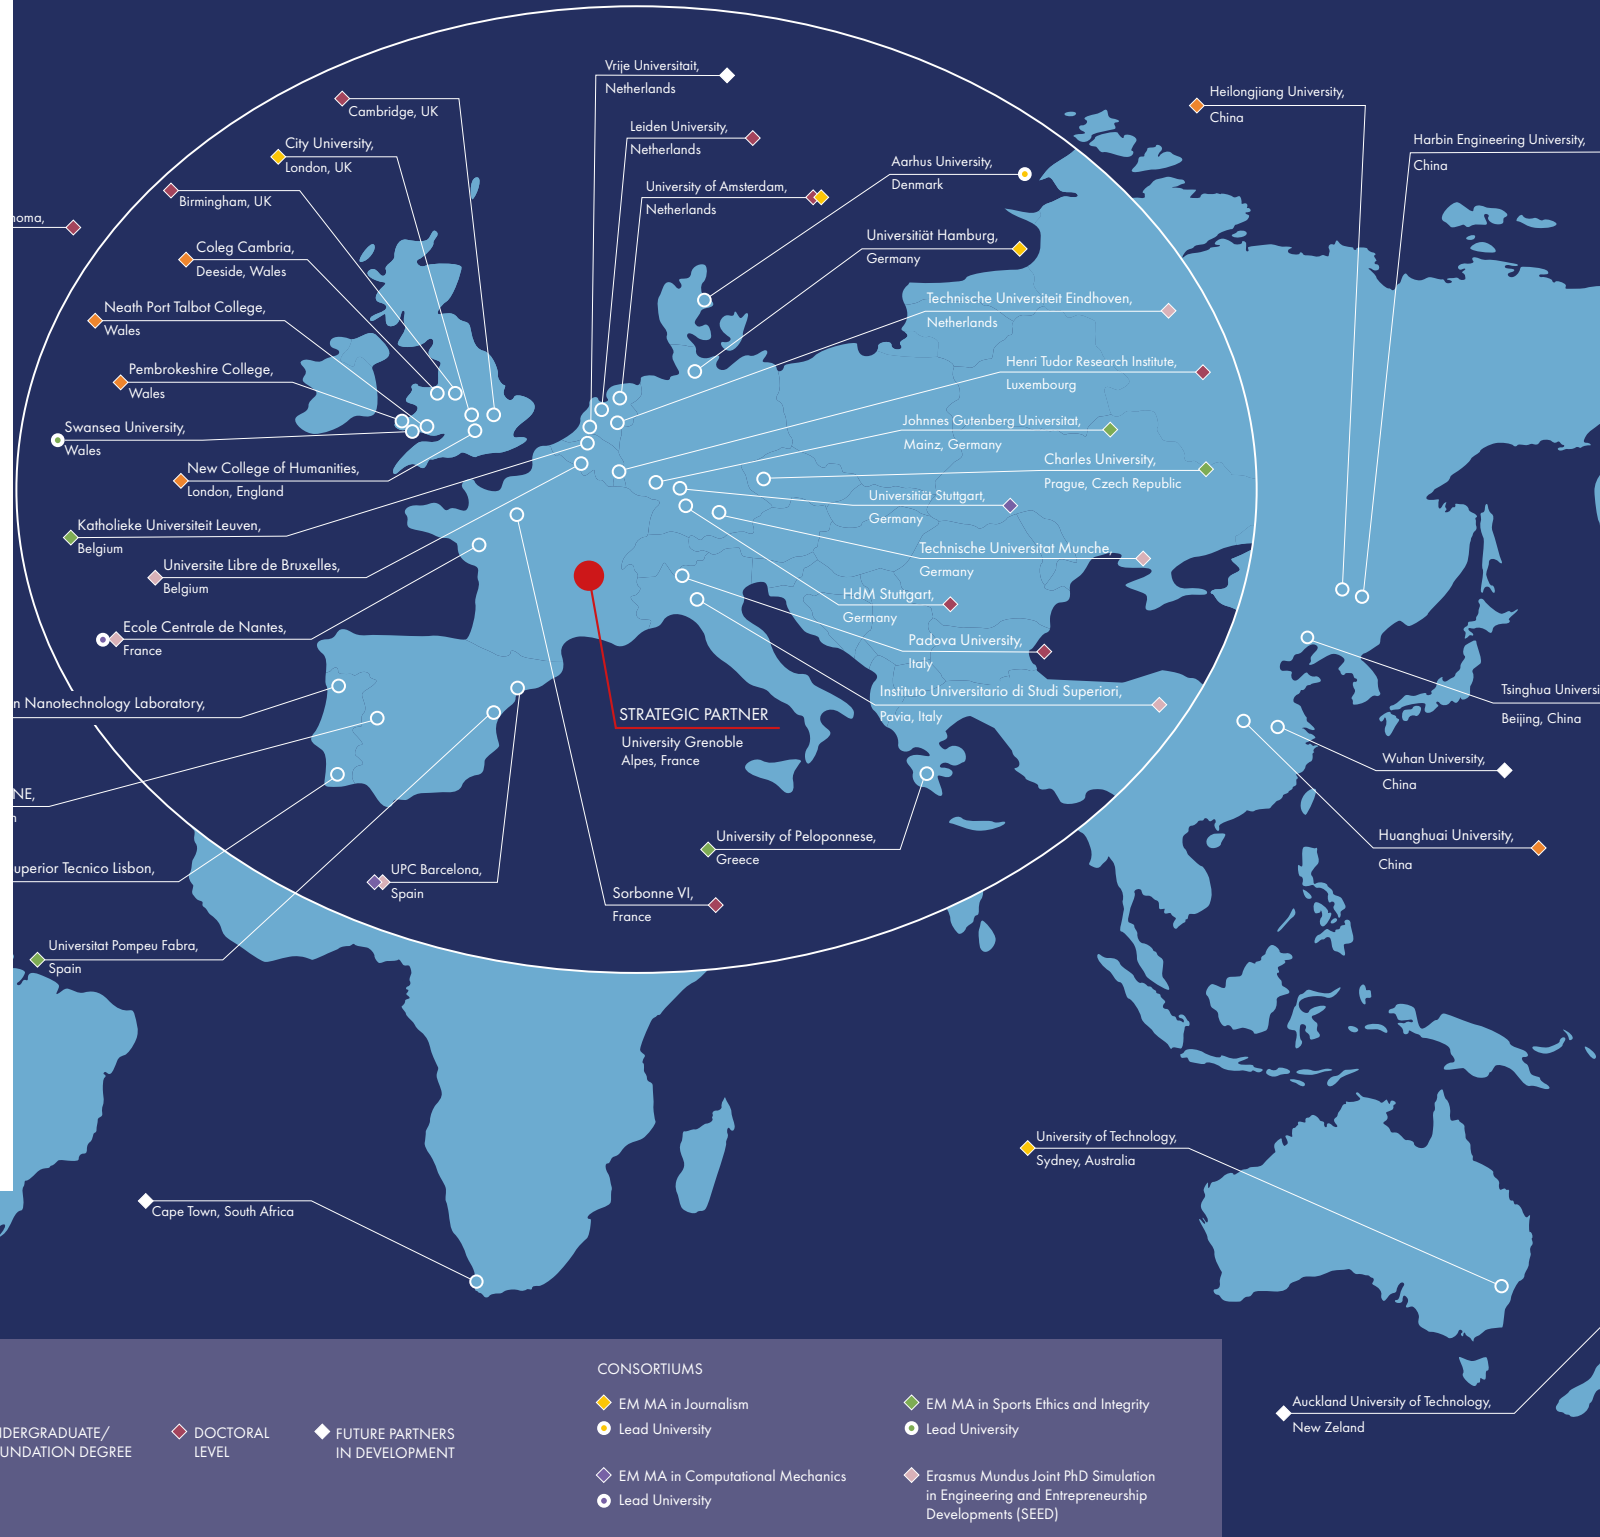 Vrije Universitait,
Netherlands
Cambridge, UK
Leiden University,
Netherlands
City University,
London, UK
Aarhus University,
Denmark
Heilongjiang University,
China
Harbin Engineering University,
China
Birmingham, UK
University of Amsterdam,
Netherlands
noma,
Coleg Cambria,
Deeside, Wales
Universitiät Hamburg,
Germany
Neath Port Talbot College,
Wales
Technische Universiteit Eindhoven,
Netherlands
Pembrokeshire College,
Wales
Henri Tudor Research Institute,
Luxembourg
Swansea University,
Wales
Johnnes Gutenberg Universitat,
Mainz, Germany
New College of Humanities,
London, England
Charles University,
Prague, Czech Republic
Universitiät Stuttgart,
Germany
Katholieke Universiteit Leuven,
Belgium
Technische Universitat Munche,
Germany
Universite Libre de Bruxelles,
Belgium
HdM Stuttgart,
Germany
Ecole Centrale de Nantes,
France
Padova University,
Italy
n Nanotechnology Laboratory,
Instituto Universitario di Studi Superiori,
Pavia, Italy
Tsinghua Universi
Beijing, China
STRATEGIC PARTNER
University Grenoble
Alpes, France
Wuhan University,
China
NE,
n
Huanghuai University,
China
University of Peloponnese,
Greece
uperior Tecnico Lisbon,
UPC Barcelona,
Spain
Sorbonne VI,
France
Universitat Pompeu Fabra,
Spain
University of Technology,
Sydney, Australia
Cape Town, South Africa
Auckland University of Technology,
New Zeland
NDERGRADUATE/
UNDATION DEGREE
DOCTORAL
LEVEL
FUTURE PARTNERS
IN DEVELOPMENT
CONSORTIUMS
EM MA in Journalism
Lead University
EM MA in Computational Mechanics
Lead University
EM MA in Sports Ethics and Integrity
Lead University
Erasmus Mundus Joint PhD Simulation
in Engineering and Entrepreneurship
Developments (SEED)